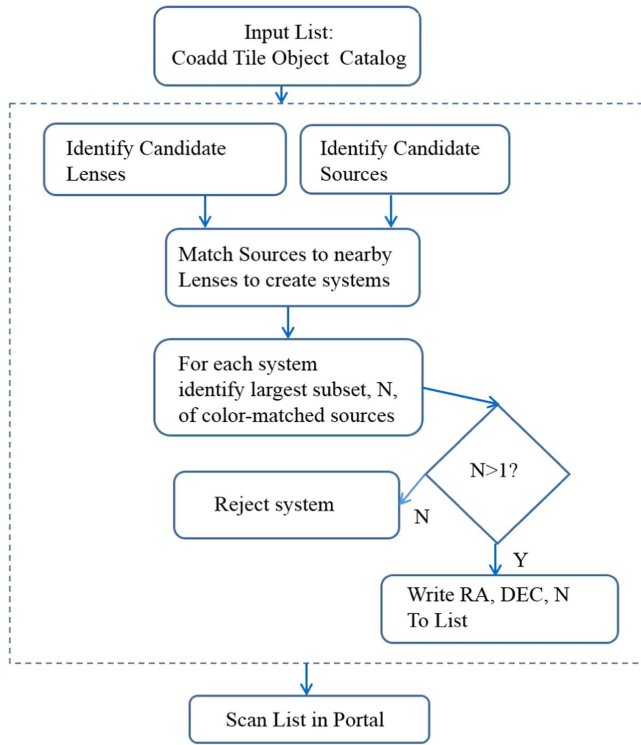 Input List:
Coadd Tile Object Catalog
Identify Candidate
Lenses
Identify Candidate
Sources
Match Sources to nearby
Lenses to create systems
For each system
identify largest subset, N,
of color-matched sources
N>1?
Reject system
N
Y
Write RA, DEC, N
To List
Scan List in Portal